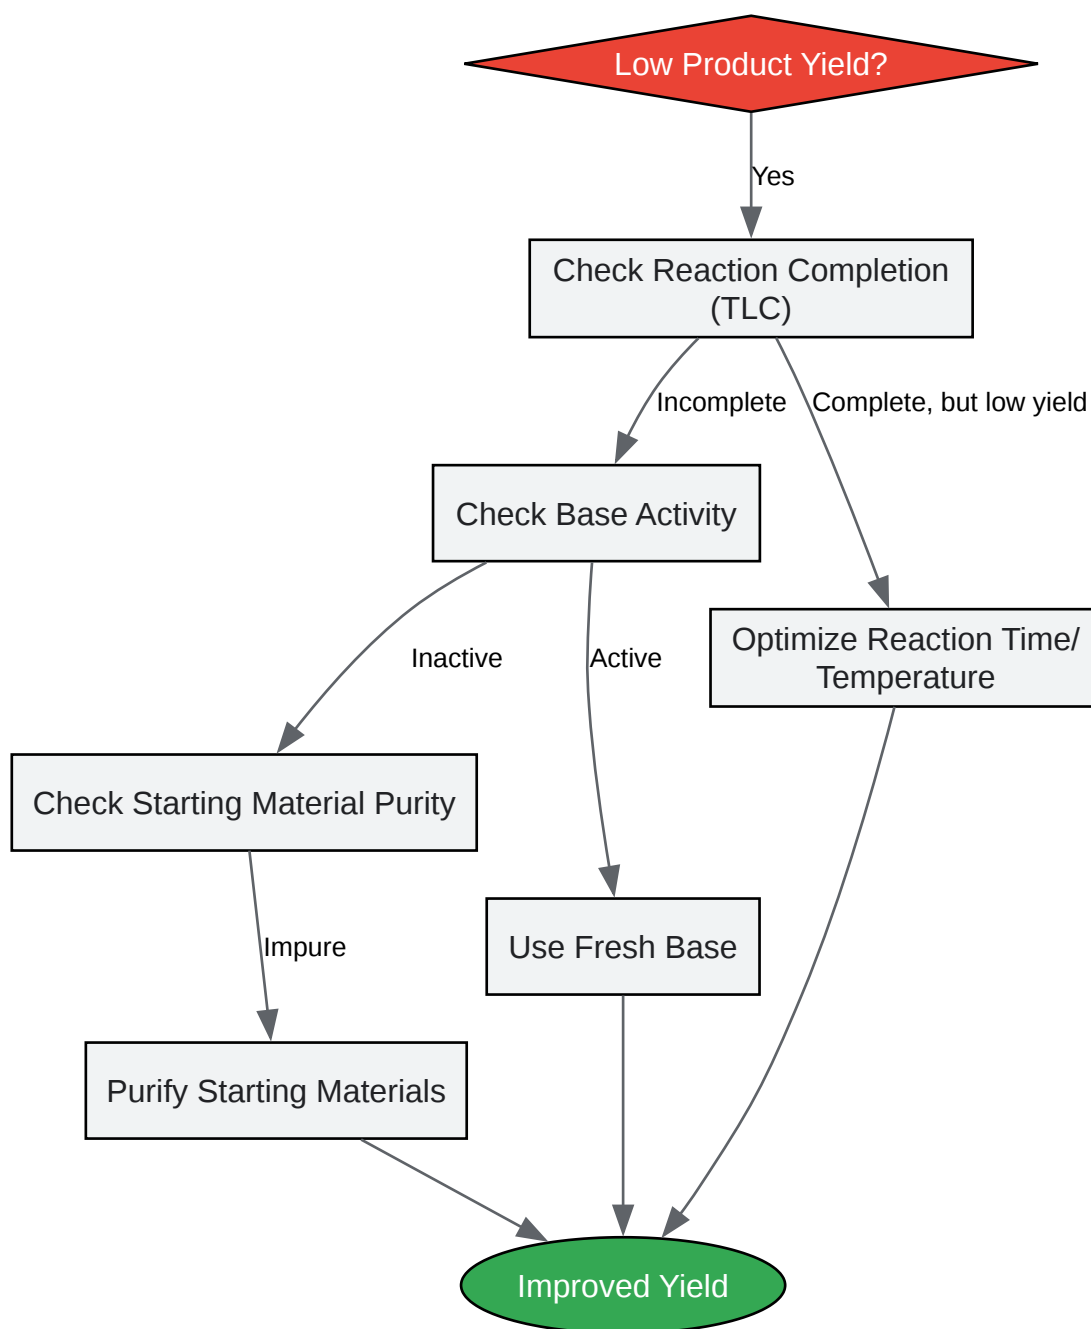 Low Product Yield?
Yes
Check Reaction Completion
(TLC)
Incomplete
Complete, but low yield
Check Base Activity
Optimize Reaction Time/
Temperature
Inactive
Active
Check Starting Material Purity
Use Fresh Base
Impure
Purify Starting Materials
Improved Yield